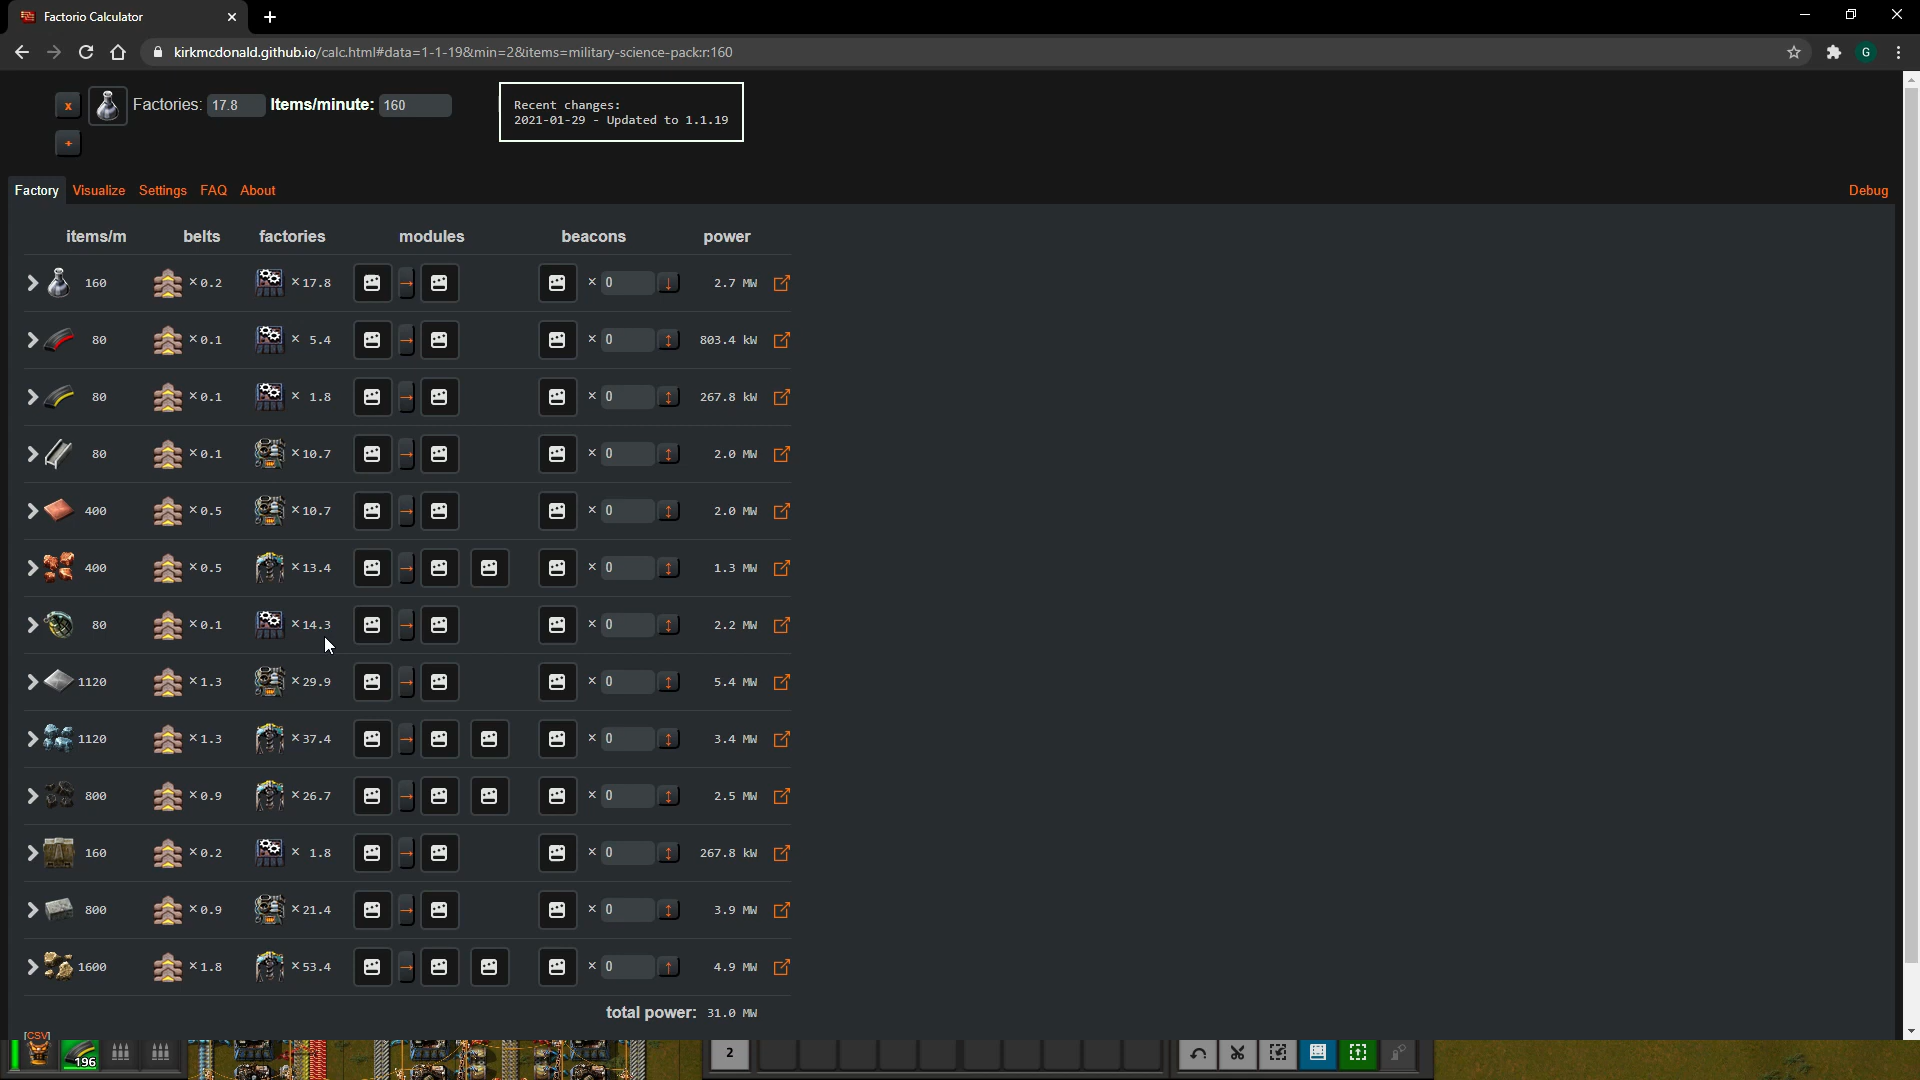 Factorio Calculator
kirkmcdonald.github.io/calc.html#data=1-1-19&min=2&items=military-science-pack:r:160
G
x Factories: 17.8 Items/minute: 160
+
Recent changes:
2021-01-29 - Updated to 1.1.19
Factory Visualize Settings FAQ About Debug
items/m belts factories modules beacons power
160 ×0.2 ×17.8 → × 0 ↓ 2.7 MW
80 ×0.1 × 5.4 → × 0 ↕ 803.4 kW
80 ×0.1 × 1.8 → × 0 ↕ 267.8 kW
80 ×0.1 ×10.7 → × 0 ↕ 2.0 MW
400 ×0.5 ×10.7 → × 0 ↕ 2.0 MW
400 ×0.5 ×13.4 → × 0 ↕ 1.3 MW
80 ×0.1 ×14.3 → × 0 ↕ 2.2 MW
1120 ×1.3 ×29.9 → × 0 ↕ 5.4 MW
1120 ×1.3 ×37.4 → × 0 ↕ 3.4 MW
800 ×0.9 ×26.7 → × 0 ↕ 2.5 MW
160 ×0.2 × 1.8 → × 0 ↕ 267.8 kW
800 ×0.9 ×21.4 → × 0 ↕ 3.9 MW
1600 ×1.8 ×53.4 → × 0 ↑ 4.9 MW
total power: 31.0 MW
[CSV]
196
2